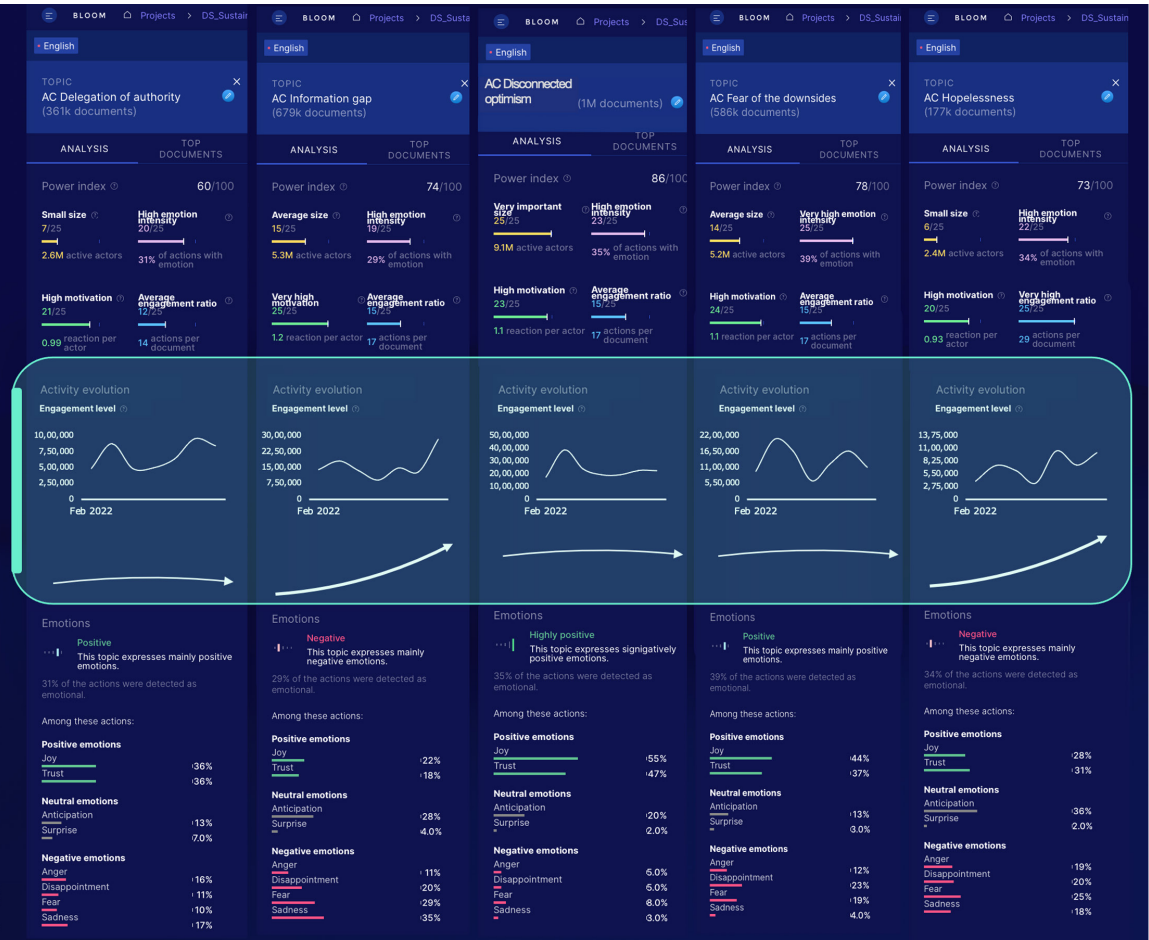 BLOOM Projects > DS_Sustai
English
TOPIC
AC Delegation of authority
(361k documents)
ANALYSIS
TOP
DOCUMENTS
Power index 60/100
Small size
7/25
2.6M active actors
High emotion
intensity
20/25
31% of actions with
emotion
High motivation
21/25
0.99 reaction per
actor
Average
engagement ratio
12/25
14 actions per
document
Activity evolution
Engagement level
10,00,000
7,50,000
5,00,000
2,50,000
0
Feb 2022
Emotions
Positive
This topic expresses mainly positive
emotions.
31% of the actions were detected as
emotional.
Among these actions:
Positive emotions
Joy
36%
Trust
36%
Neutral emotions
Anticipation
13%
Surprise
7.0%
Negative emotions
Anger
16%
Disappointment
11%
Fear
10%
Sadness
17%
BLOOM Projects > DS_Susta
English
TOPIC
AC Information gap
(679k documents)
ANALYSIS
TOP
DOCUMENTS
Power index 74/100
Average size
15/25
5.3M active actors
High emotion
intensity
19/25
29% of actions with
emotion
Very high
motivation
25/25
1.2 reaction per actor
Average
engagement ratio
15/25
17 actions per
document
Activity evolution
Engagement level
30,00,000
22,50,000
15,00,000
7,50,000
0
Feb 2022
Emotions
Negative
This topic expresses mainly
negative emotions.
29% of the actions were detected as
emotional.
Among these actions:
Positive emotions
Joy
22%
Trust
18%
Neutral emotions
Anticipation
28%
Surprise
4.0%
Negative emotions
Anger
11%
Disappointment
20%
Fear
29%
Sadness
35%
BLOOM Projects > DS_Sus
English
AC Disconnected
optimism
(1M documents)
ANALYSIS
TOP
DOCUMENTS
Power index 86/100
Very important
size
25/25
9.1M active actors
High emotion
intensity
23/25
35% of actions with
emotion
High motivation
23/25
1.1 reaction per actor
Average
engagement ratio
15/25
17 actions per
document
Activity evolution
Engagement level
50,00,000
40,00,000
30,00,000
20,00,000
10,00,000
0
Feb 2022
Emotions
Highly positive
This topic expresses signigatively
positive emotions.
35% of the actions were detected as
emotional.
Among these actions:
Positive emotions
Joy
55%
Trust
47%
Neutral emotions
Anticipation
20%
Surprise
2.0%
Negative emotions
Anger
5.0%
Disappointment
6.0%
Fear
8.0%
Sadness
3.0%
BLOOM Projects > DS_Sustai
English
TOPIC
AC Fear of the downsides
(586k documents)
ANALYSIS
TOP
DOCUMENTS
Power index 78/100
Average size
14/25
5.2M active actors
Very high emotion
intensity
25/25
39% of actions with
emotion
High motivation
24/25
1.1 reaction per actor
Average
engagement ratio
15/25
17 actions per
document
Activity evolution
Engagement level
22,00,000
16,50,000
11,00,000
5,50,000
0
Feb 2022
Emotions
Positive
This topic expresses mainly positive
emotions.
39% of the actions were detected as
emotional.
Among these actions:
Positive emotions
Joy
44%
Trust
37%
Neutral emotions
Anticipation
13%
Surprise
3.0%
Negative emotions
Anger
12%
Disappointment
23%
Fear
19%
Sadness
4.0%
BLOOM Projects > DS_Sustain
English
TOPIC
AC Hopelessness
(177k documents)
ANALYSIS
TOP
DOCUMENTS
Power index 73/100
Small size
6/25
2.4M active actors
High emotion
intensity
22/25
34% of actions with
emotion
High motivation
20/25
0.93 reaction per
actor
Very high
engagement ratio
25/25
29 actions per
document
Activity evolution
Engagement level
13,75,000
11,00,000
8,25,000
5,50,000
2,75,000
0
Feb 2022
Emotions
Negative
This topic expresses mainly
negative emotions.
34% of the actions were detected as
emotional.
Among these actions:
Positive emotions
Joy
28%
Trust
31%
Neutral emotions
Anticipation
36%
Surprise
2.0%
Negative emotions
Anger
19%
Disappointment
20%
Fear
25%
Sadness
18%